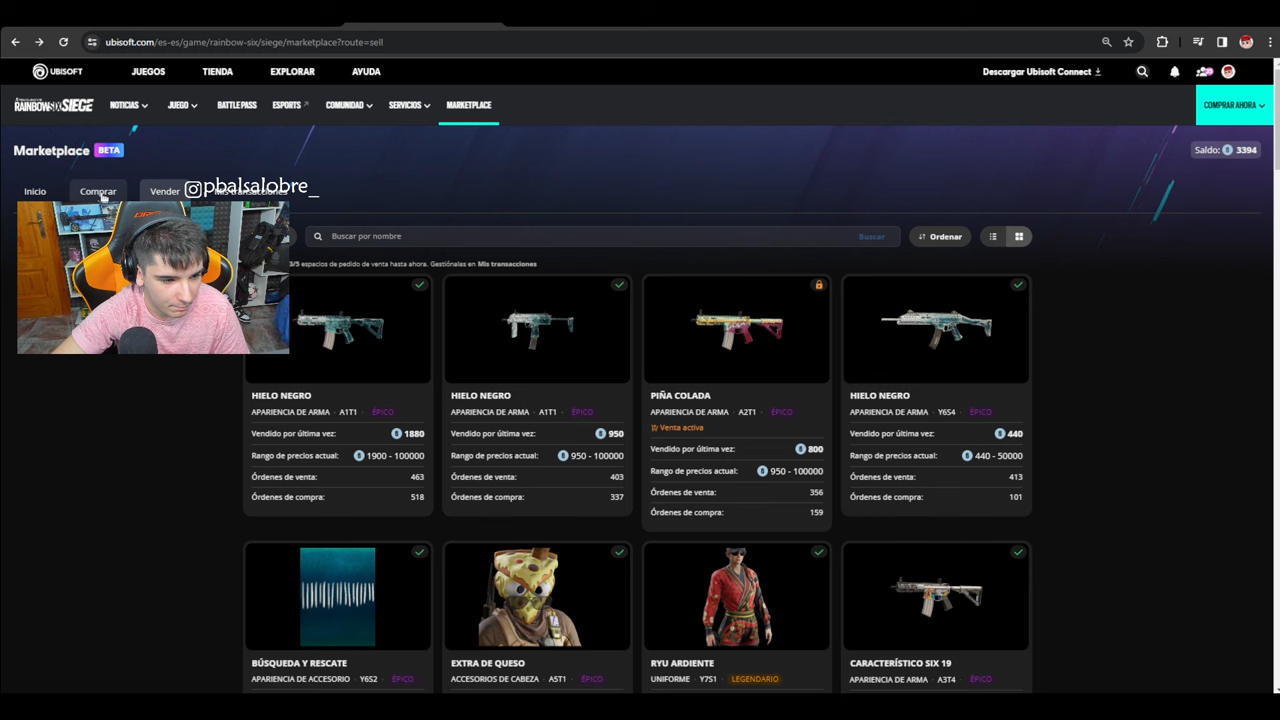 ubisoft.com/es-es/game/rainbow-six/siege/marketplace?route=sell
UBISOFT JUEGOS TIENDA EXPLORAR AYUDA Descargar Ubisoft Connect
RAINBOWSIX SIEGE NOTICIAS JUEGO BATTLE PASS ESPORTS COMUNIDAD SERVICIOS MARKETPLACE COMPRAR AHORA
Marketplace BETA Saldo: 3394
Inicio Comprar Vender Mis transacciones
pbalsalobre_
Buscar por nombre Buscar Ordenar
3/5 espacios de pedido de venta hasta ahora. Gestiónalas en Mis transacciones
HIELO NEGRO
APARIENCIA DE ARMA · A1T1 · ÉPICO
Vendido por última vez: 1880
Rango de precios actual: 1900 - 100000
Órdenes de venta: 463
Órdenes de compra: 518
HIELO NEGRO
APARIENCIA DE ARMA · A1T1 · ÉPICO
Vendido por última vez: 950
Rango de precios actual: 950 - 100000
Órdenes de venta: 403
Órdenes de compra: 337
PIÑA COLADA
APARIENCIA DE ARMA · A2T1 · ÉPICO
Venta activa
Vendido por última vez: 800
Rango de precios actual: 950 - 100000
Órdenes de venta: 356
Órdenes de compra: 159
HIELO NEGRO
APARIENCIA DE ARMA · Y6S4 · ÉPICO
Vendido por última vez: 440
Rango de precios actual: 440 - 50000
Órdenes de venta: 413
Órdenes de compra: 101
BÚSQUEDA Y RESCATE
APARIENCIA DE ACCESORIO · Y6S2 · ÉPICO
EXTRA DE QUESO
ACCESORIOS DE CABEZA · A5T1 · ÉPICO
RYU ARDIENTE
UNIFORME · Y7S1 · LEGENDARIO
CARACTERÍSTICO SIX 19
APARIENCIA DE ARMA · A3T4 · ÉPICO